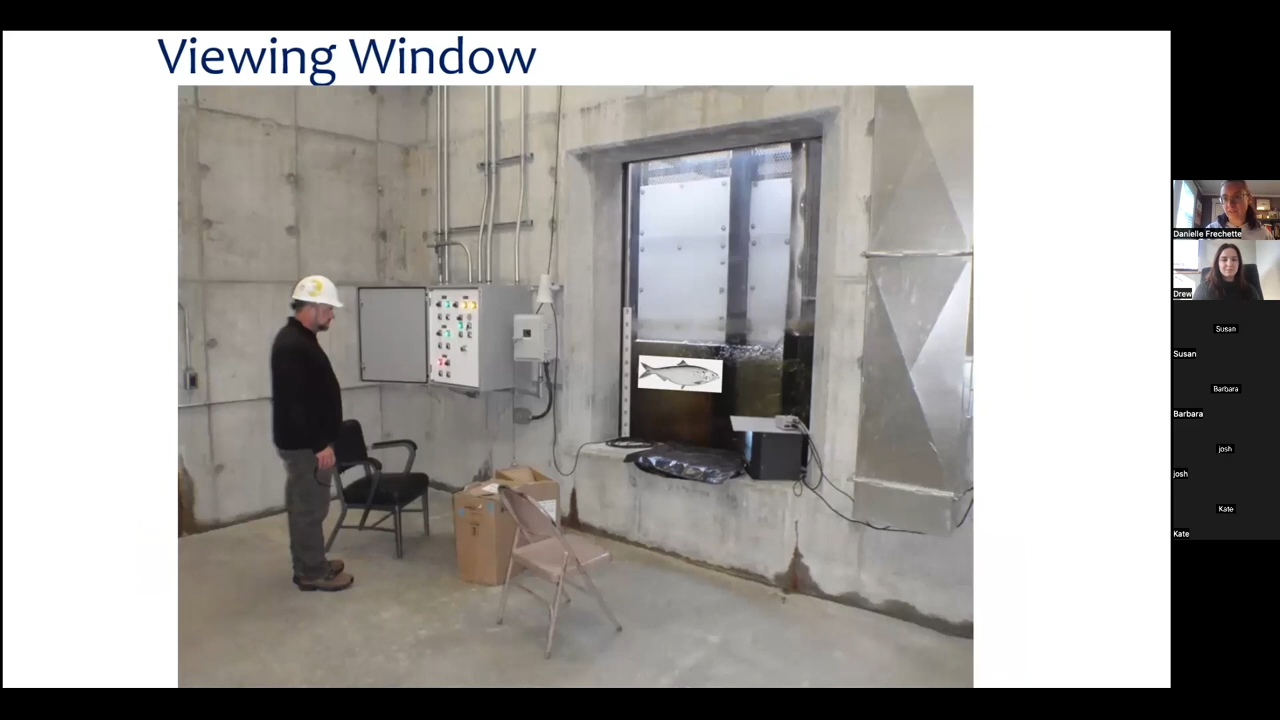 Viewing Window
Danielle Frechette
Drew
Susan
Susan
Barbara
Barbara
josh
josh
Kate
Kate